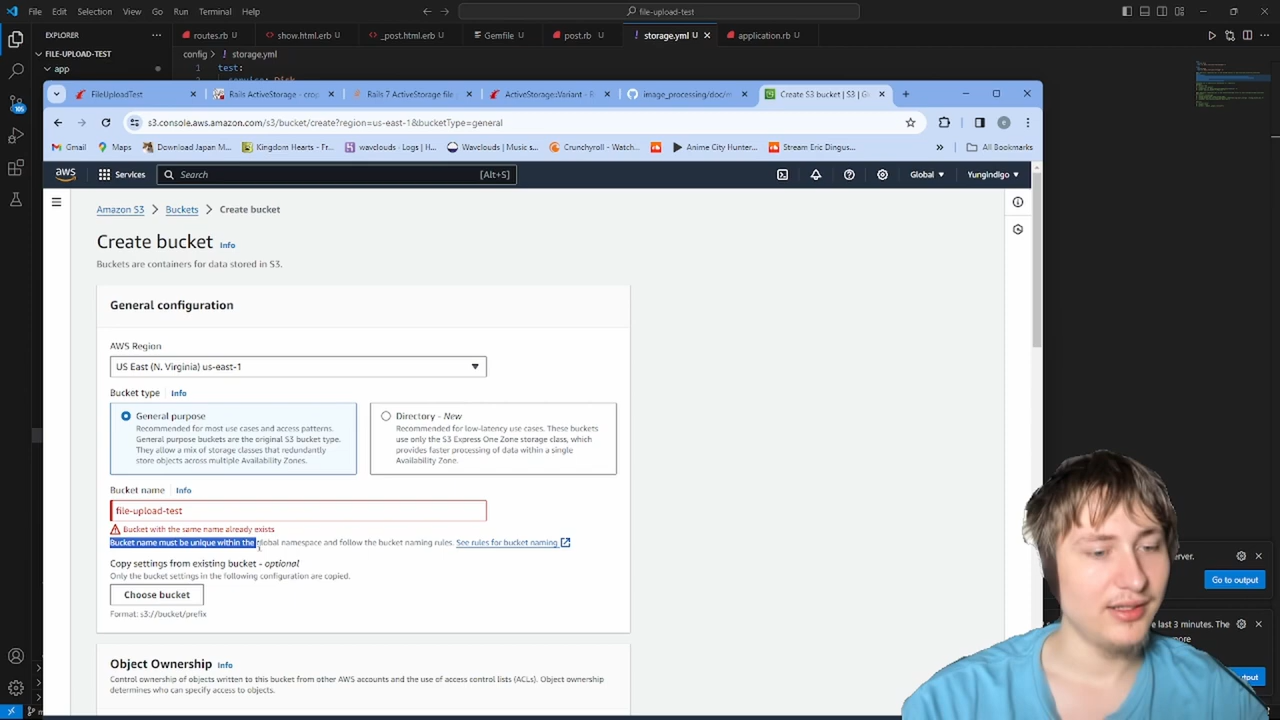 File Edit Selection View Go Run Terminal Help
file-upload-test
EXPLORER
routes.rb U
show.html.erb U
_post.html.erb U
Gemfile U
post.rb U
storage.yml U
application.rb U
FILE-UPLOAD-TEST
config > storage.yml
app
1 test:
FileUploadTest
Rails ActiveStorage - crop
Rails 7 ActiveStorage file
ActiveStorage::Variant - R
image_processing/doc/m
Create S3 bucket | S3 | G
s3.console.aws.amazon.com/s3/bucket/create?region=us-east-1&bucketType=general
Gmail
Maps
Download Japan M...
Kingdom Hearts - Fr...
wavclouds - Logs | H...
Wavclouds | Music s...
Crunchyroll - Watch...
Anime City Hunter...
Stream Eric Dingus...
All Bookmarks
105
aws
Services
Search
[Alt+S]
Global
Yungindigo
Amazon S3 > Buckets > Create bucket
Create bucket Info
Buckets are containers for data stored in S3.
General configuration
AWS Region
US East (N. Virginia) us-east-1
Bucket type Info
General purpose
Recommended for most use cases and access patterns.
General purpose buckets are the original S3 bucket type.
They allow a mix of storage classes that redundantly
store objects across multiple Availability Zones.
Directory - New
Recommended for low-latency use cases. These buckets
use only the S3 Express One Zone storage class, which
provides faster processing of data within a single
Availability Zone.
Bucket name Info
file-upload-test
Bucket with the same name already exists
Bucket name must be unique within the global namespace and follow the bucket naming rules. See rules for bucket naming
Copy settings from existing bucket - optional
Only the bucket settings in the following configuration are copied.
Choose bucket
Format: s3://bucket/prefix
Object Ownership Info
Control ownership of objects written to this bucket from other AWS accounts and the use of access control lists (ACLs). Object ownership
determines who can specify access to objects.
Go to output
last 3 minutes. The
more